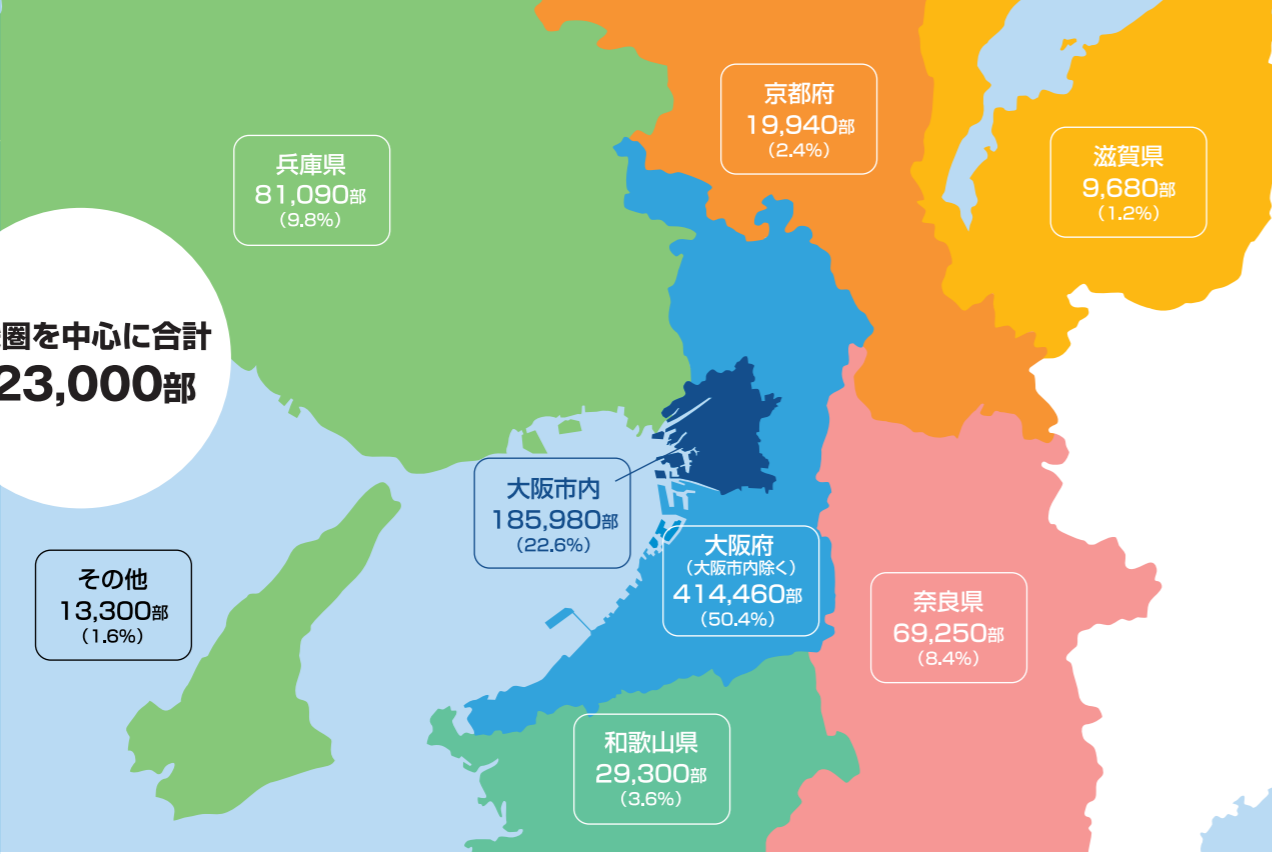 京都府
19,940部
（2.4%）
兵庫県
81,090部
（9.8%）
滋賀県
9,680部
（1.2%）
圏を中心に合計
23,000部
大阪市内
185,980部
（22.6%）
大阪府
（大阪市内除く）
414,460部
（50.4%）
その他
13,300部
（1.6%）
奈良県
69,250部
（8.4%）
和歌山県
29,300部
（3.6%）